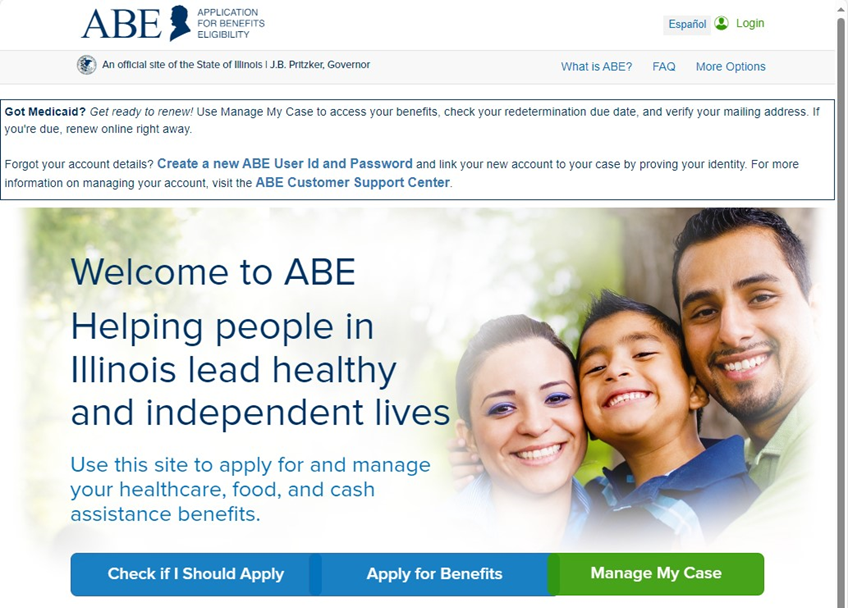 ABE
APPLICATION
FOR BENEFITS
ELIGIBILITY
Español
Login
An official site of the State of Illinois | J.B. Pritzker, Governor
What is ABE?
FAQ
More Options
Got Medicaid? Get ready to renew! Use Manage My Case to access your benefits, check your redetermination due date, and verify your mailing address. If
you're due, renew online right away.
Forgot your account details? Create a new ABE User Id and Password and link your new account to your case by proving your identity. For more
information on managing your account, visit the ABE Customer Support Center.
Welcome to ABE
Helping people in
Illinois lead healthy
and independent lives
Use this site to apply for and manage
your healthcare, food, and cash
assistance benefits.
Check if I Should Apply
Apply for Benefits
Manage My Case